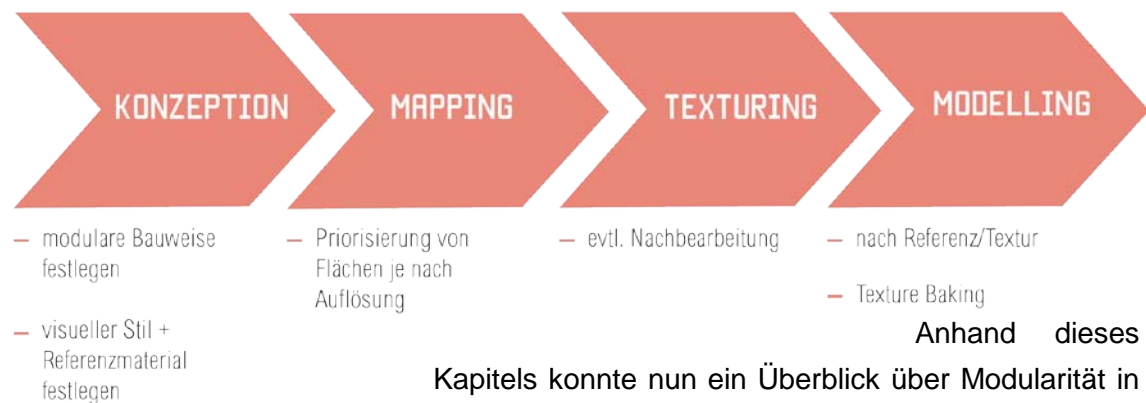 KONZEPTION
MAPPING
TEXTURING
MODELLING
– modulare Bauweise
festlegen
– visueller Stil +
Referenzmaterial
festlegen
– Priorisierung von
Flächen je nach
Auflösung
– evtl. Nachbearbeitung
– nach Referenz/Textur
– Texture Baking
Anhand dieses
Kapitels konnte nun ein Überblick über Modularität in